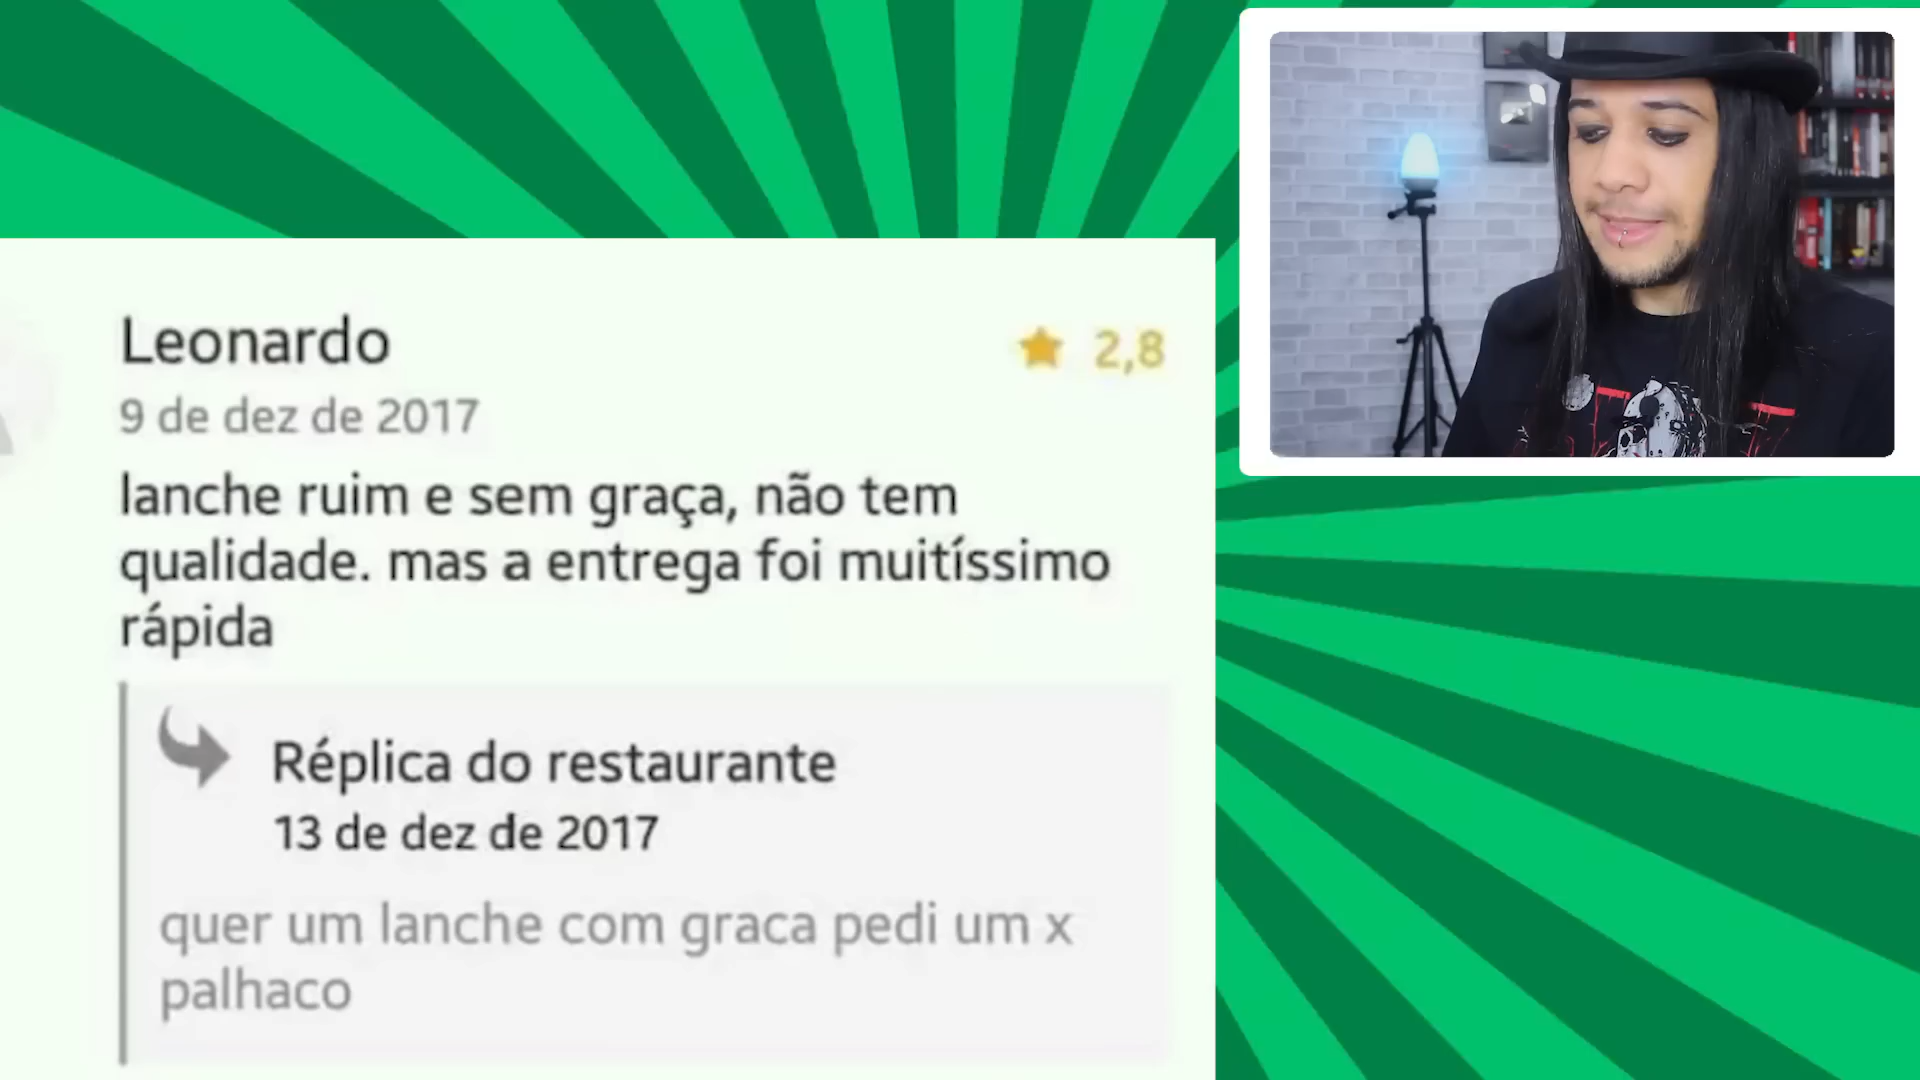 Leonardo
2,8
9 de dez de 2017
lanche ruim e sem graça, não tem
qualidade. mas a entrega foi muitíssimo
rápida
Réplica do restaurante
13 de dez de 2017
quer um lanche com graca pedi um x
palhaco